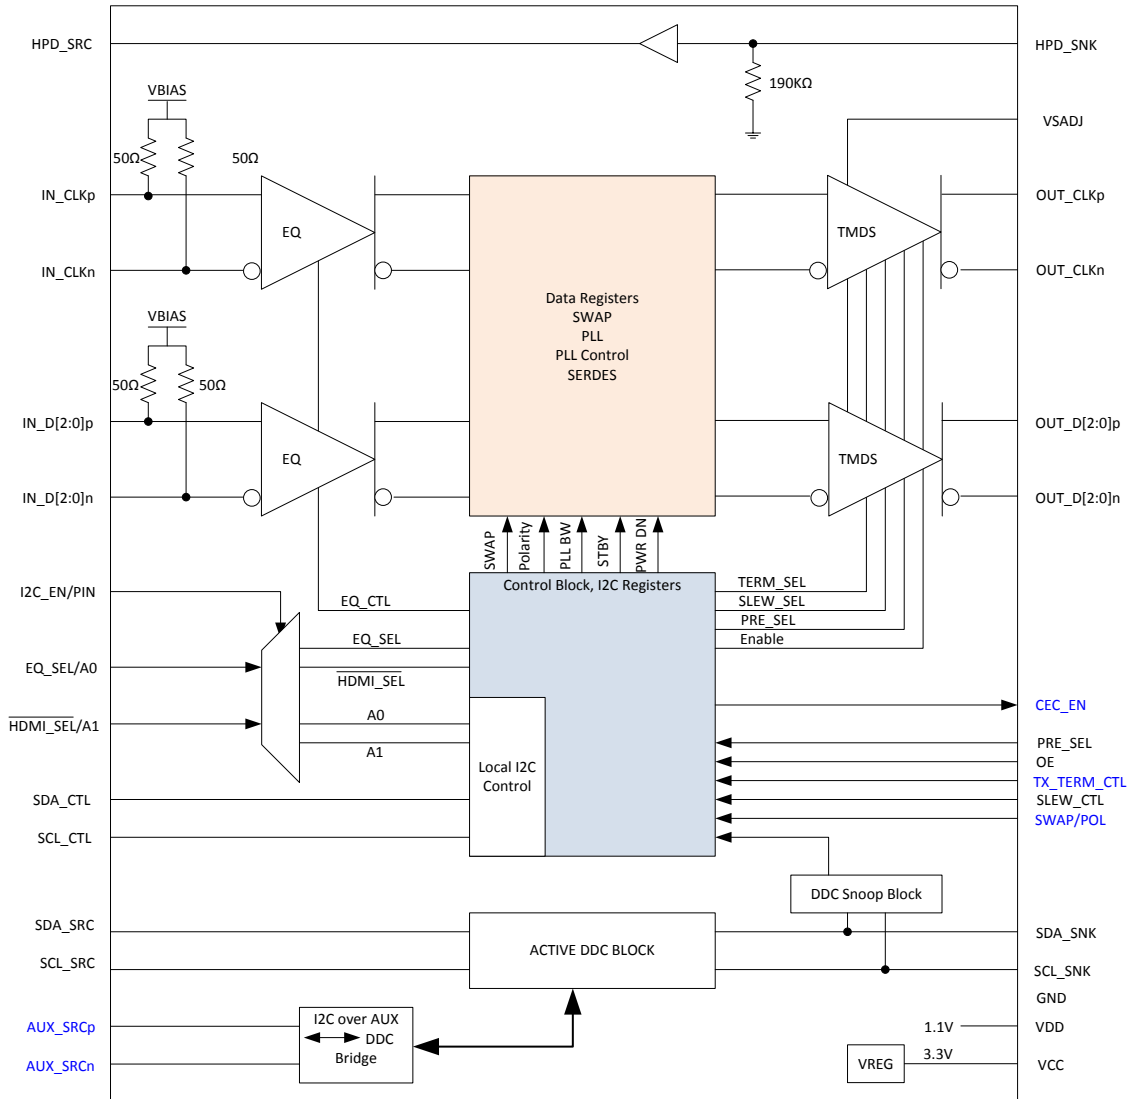 HPD_SRC
HPD_SNK
190KΩ
VBIAS
VSADJ
50Ω
50Ω
IN_CLKp
OUT_CLKp
EQ
TMDS
IN_CLKn
OUT_CLKn
Data Registers
SWAP
PLL
PLL Control
SERDES
VBIAS
50Ω
50Ω
IN_D[2:0]p
OUT_D[2:0]p
EQ
TMDS
IN_D[2:0]n
OUT_D[2:0]n
SWAP
Polarity
PLL BW
STBY
PWR DN
I2C_EN/PIN
Control Block, I2C Registers
TERM_SEL
EQ_CTL
SLEW_SEL
PRE_SEL
EQ_SEL
Enable
EQ_SEL/A0
HDMI_SEL
CEC_EN
HDMI_SEL/A1
A0
A1
PRE_SEL
OE
Local I2C
Control
TX_TERM_CTL
SDA_CTL
SLEW_CTL
SWAP/POL
SCL_CTL
DDC Snoop Block
SDA_SRC
SDA_SNK
ACTIVE DDC BLOCK
SCL_SRC
SCL_SNK
GND
I2C over AUX
DDC
Bridge
AUX_SRCp
1.1V
VDD
AUX_SRCn
VREG
3.3V
VCC